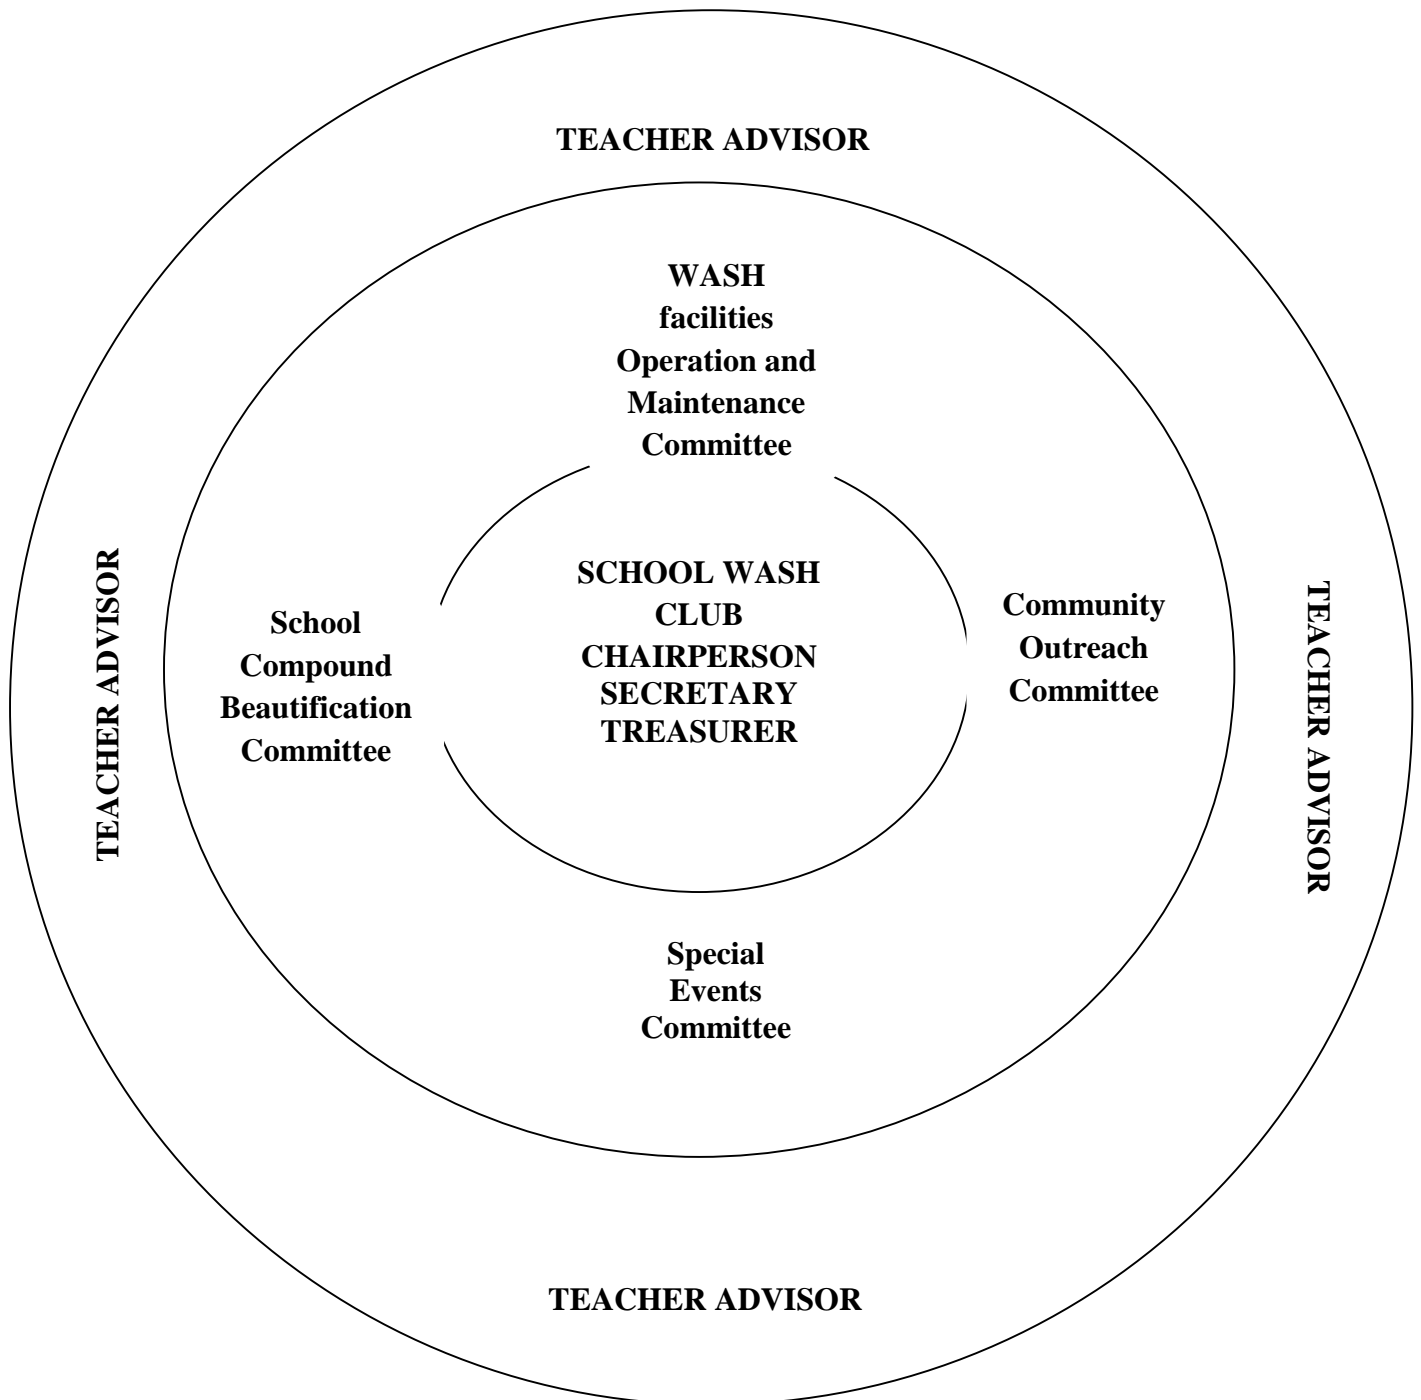 TEACHER ADVISOR
WASH
facilities
Operation and
Maintenance
Committee
TEACHER ADVISOR
School
Compound
Beautification
Committee
SCHOOL WASH
CLUB
CHAIRPERSON
SECRETARY
TREASURER
Community
Outreach
Committee
TEACHER ADVISOR
Special
Events
Committee
TEACHER ADVISOR